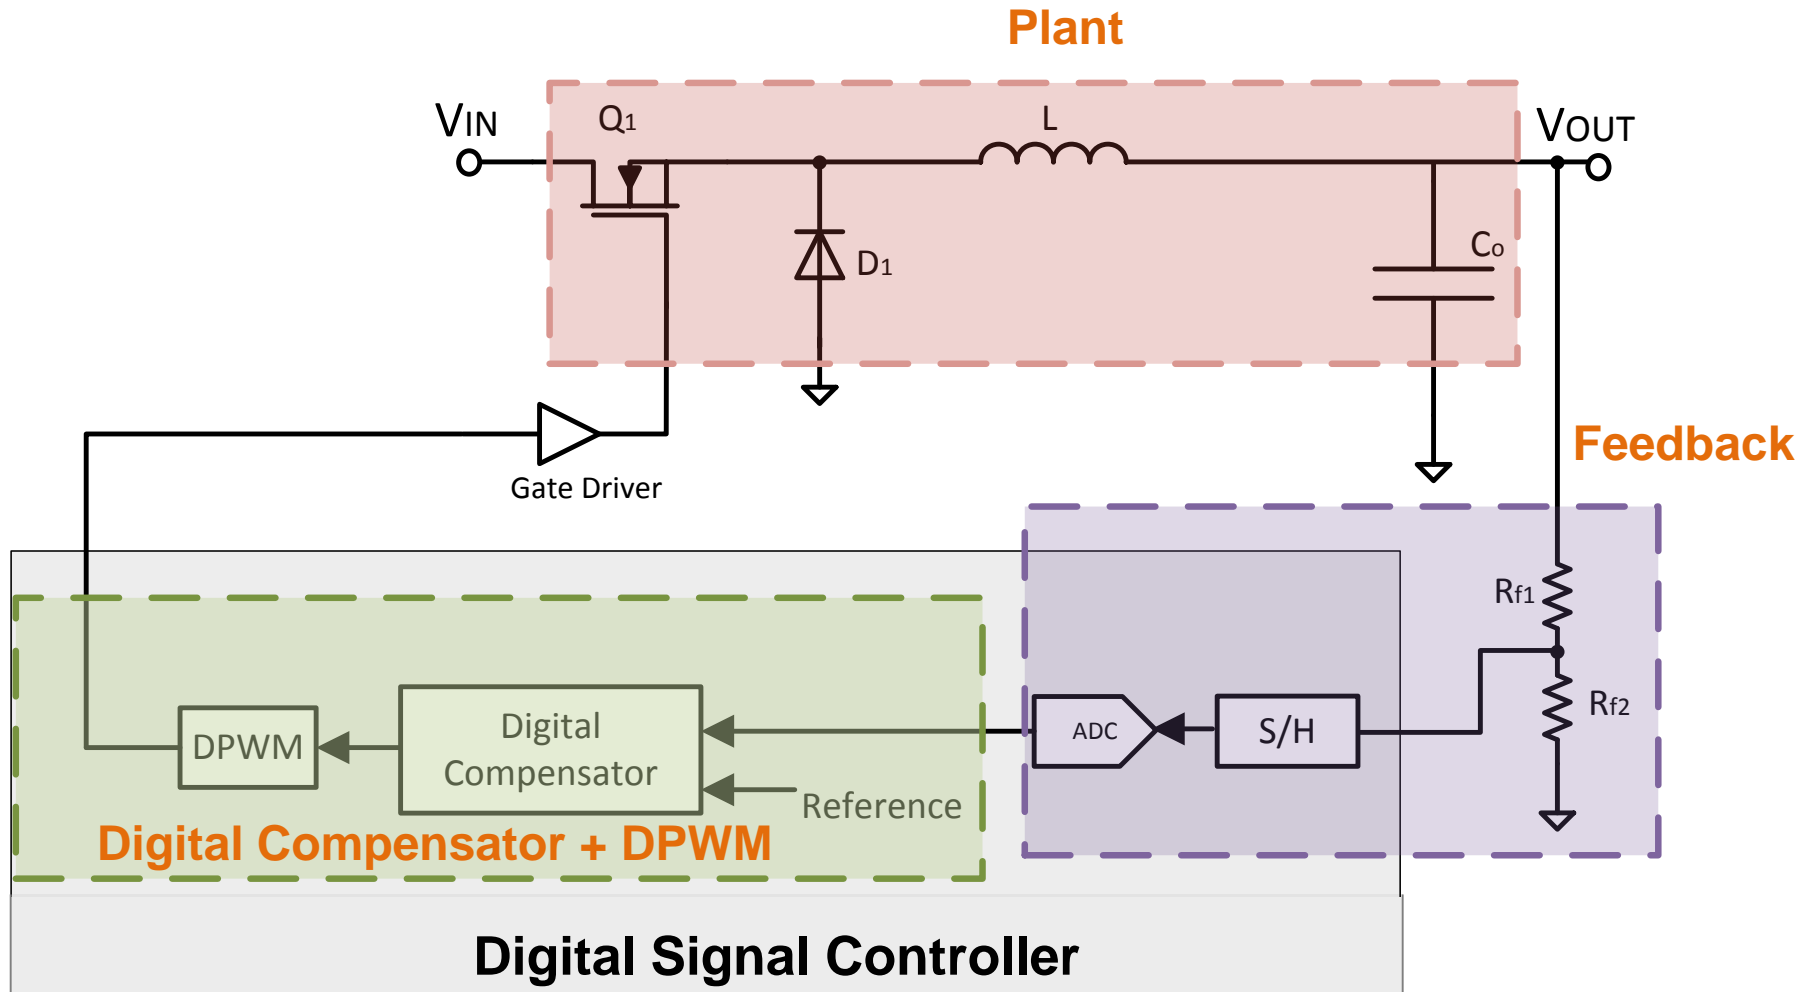 Plant
VIN
Q1
L
VOUT
D1
Co
Feedback
Gate Driver
Rf1
Rf2
DPWM
Digital
Compensator
ADC
S/H
Reference
Digital Compensator + DPWM
Digital Signal Controller